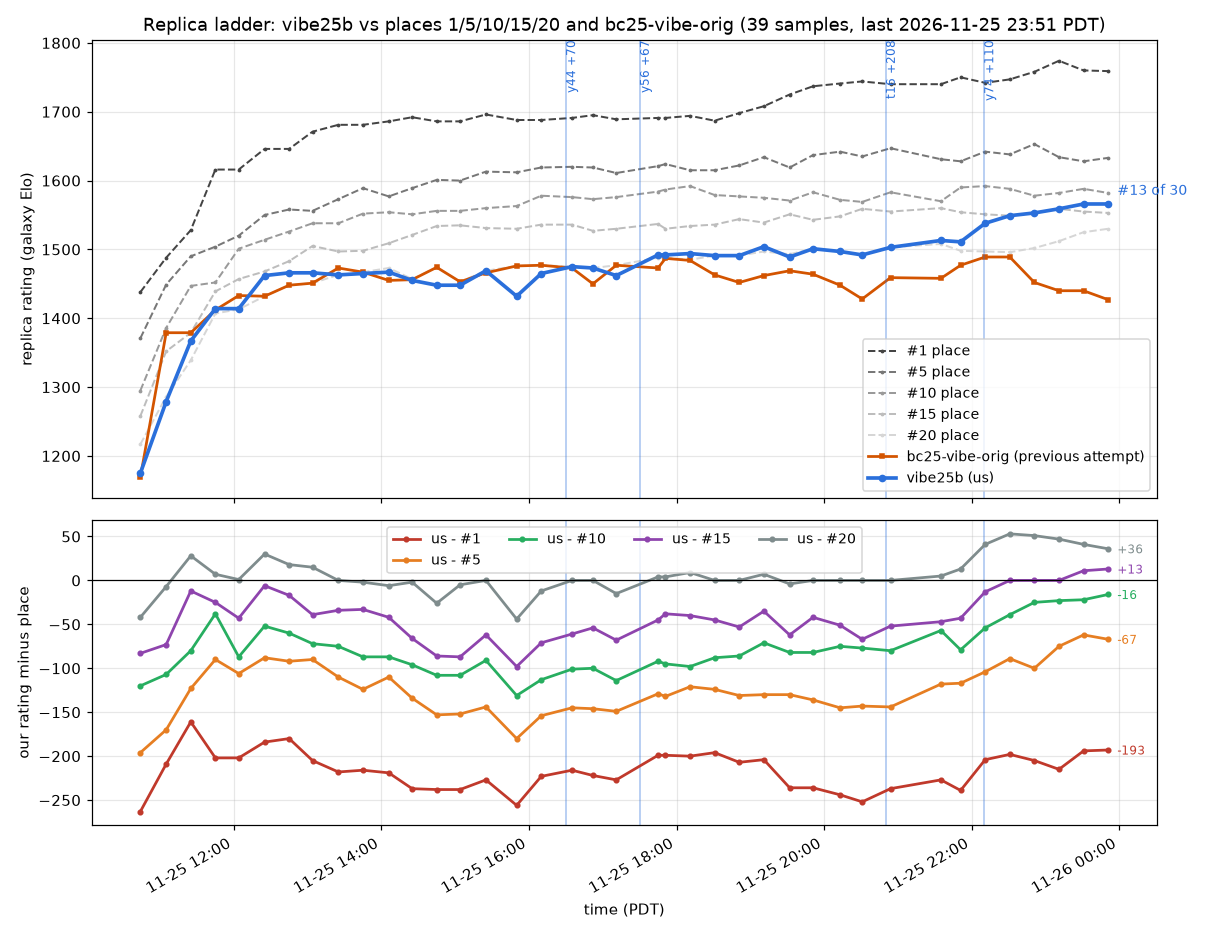 Replica ladder: vibe25b vs places 1/5/10/15/20 and bc25-vibe-orig (39 samples, last 2026-11-25 23:51 PDT)
1800
1700
1600
1500
1400
1300
1200
replica rating (galaxy Elo)
y44 +70
y56 +67
t16 +208
+110
#13 of 30
#1 place
#5 place
#10 place
#15 place
#20 place
bc25-vibe-orig (previous attempt)
vibe25b (us)
50
0
−50
−100
−150
−200
−250
our rating minus place
us - #1
us - #5
us - #10
us - #15
us - #20
+36
+13
-16
-67
-193
11-25 12:00
11-25 14:00
11-25 16:00
11-25 18:00
11-25 20:00
11-25 22:00
11-26 00:00
time (PDT)